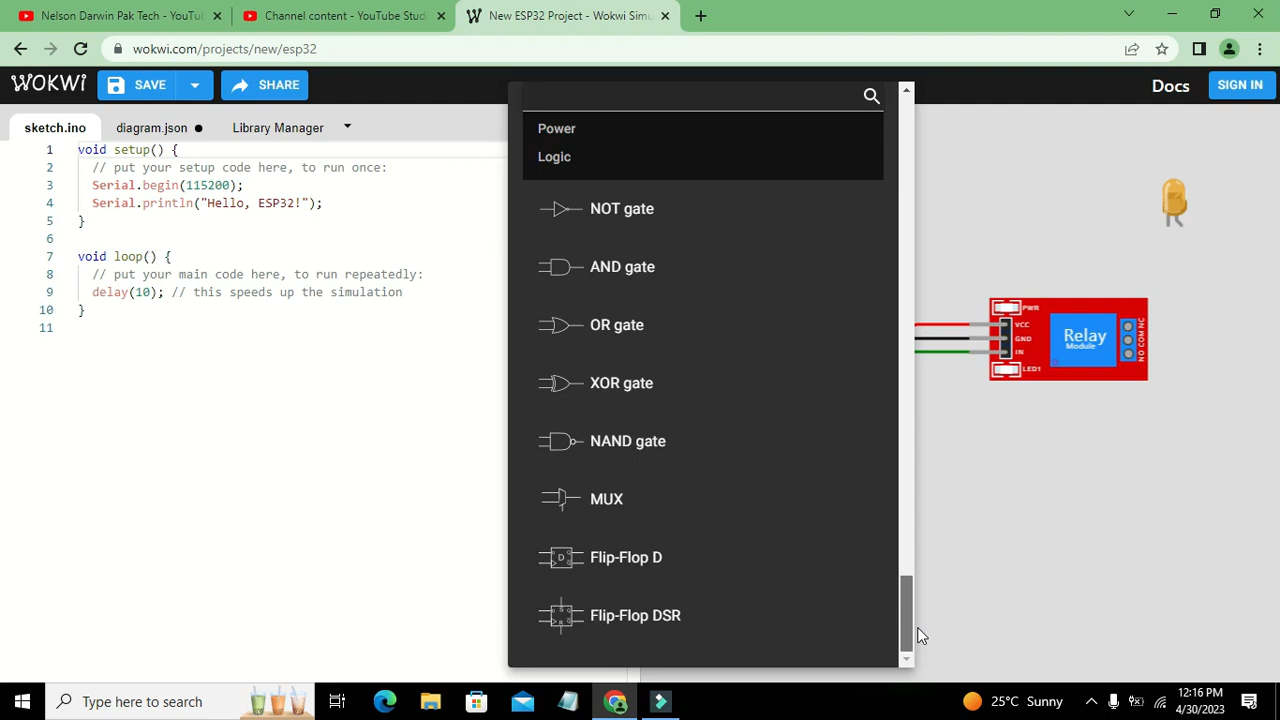 Nelson Darwin Pak Tech - YouTube
Channel content - YouTube Studi
New ESP32 Project - Wokwi Simu
wokwi.com/projects/new/esp32
WOKWI
SAVE
SHARE
Docs
SIGN IN
sketch.ino
diagram.json
Library Manager
1 void setup() {
2 // put your setup code here, to run once:
3 Serial.begin(115200);
4 Serial.println("Hello, ESP32!");
5 }
6
7 void loop() {
8 // put your main code here, to run repeatedly:
9 delay(10); // this speeds up the simulation
10 }
11
Power
Logic
NOT gate
AND gate
OR gate
XOR gate
NAND gate
MUX
D
Flip-Flop D
Flip-Flop DSR
PWR
VCC
GND
IN
LED1
Relay
Module
NO COM NC
Type here to search
25°C Sunny
12:16 PM
4/30/2023